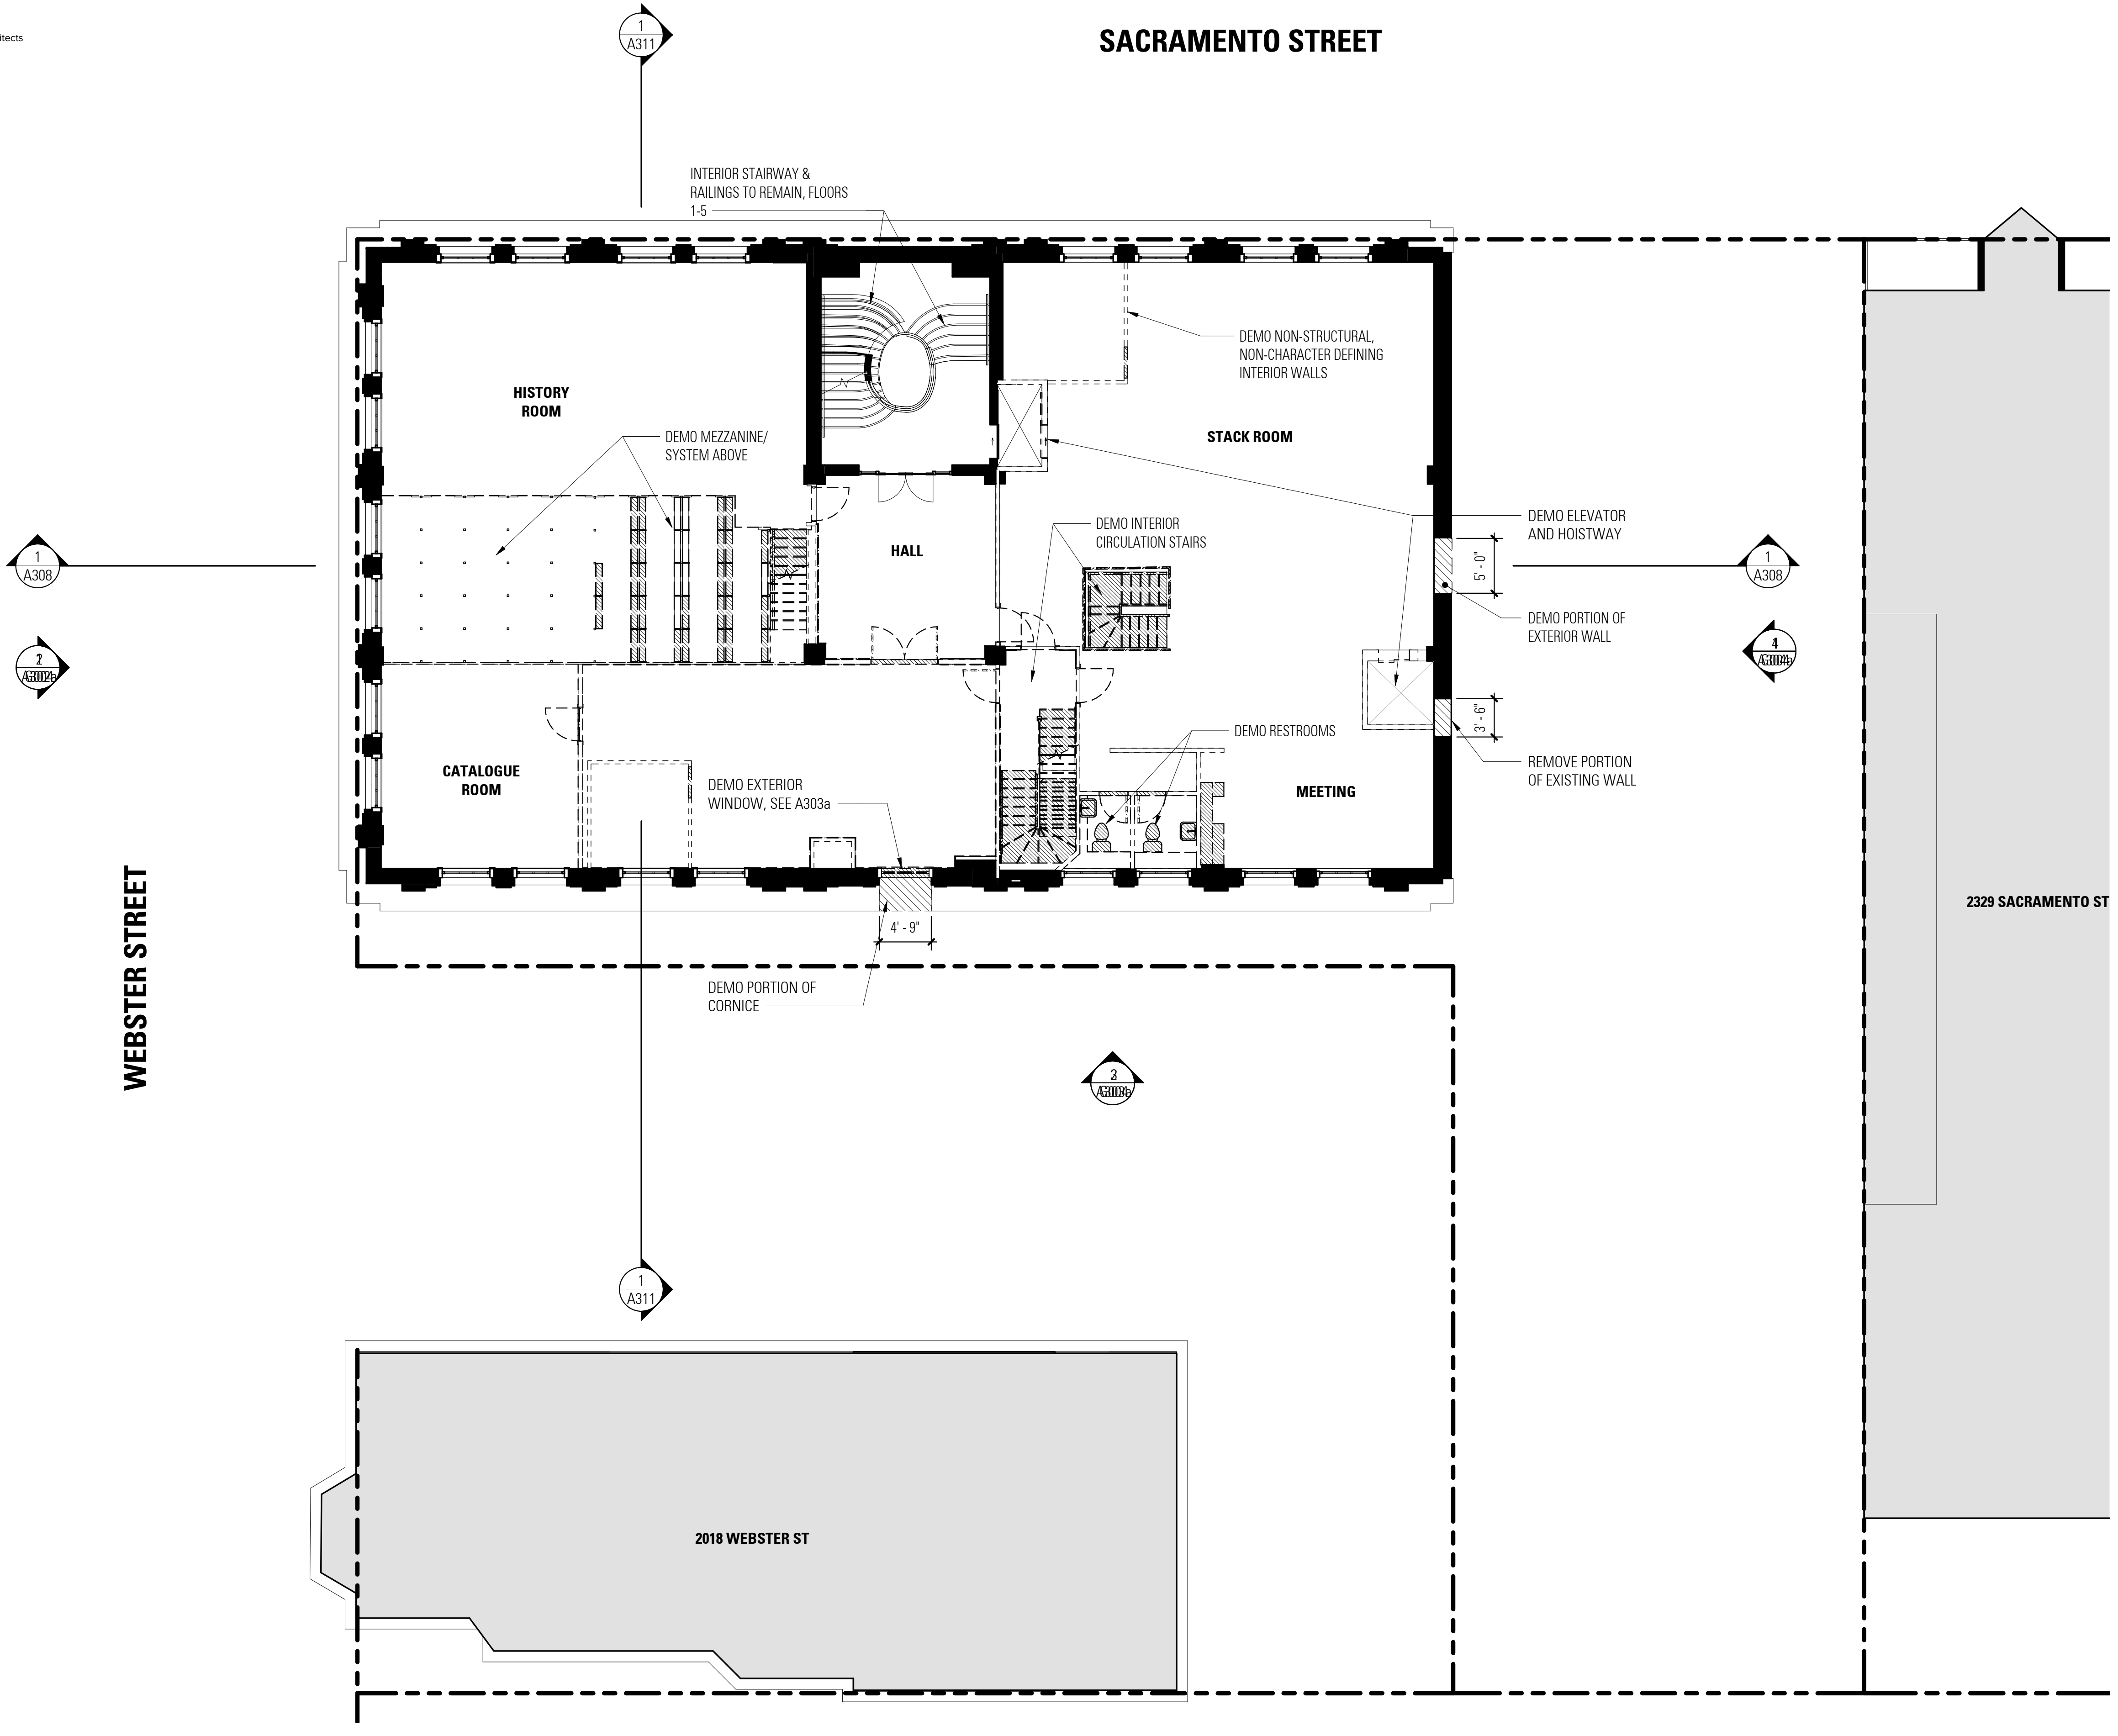 itects
1
A311
SACRAMENTO STREET
INTERIOR STAIRWAY &
RAILINGS TO REMAIN, FLOORS
1-5
DEMO NON-STRUCTURAL,
NON-CHARACTER DEFINING
INTERIOR WALLS
HISTORY
ROOM
DEMO MEZZANINE/
SYSTEM ABOVE
STACK ROOM
DEMO INTERIOR
CIRCULATION STAIRS
HALL
DEMO ELEVATOR
AND HOISTWAY
1
A308
5' - 0"
1
A308
DEMO PORTION OF
EXTERIOR WALL
3' - 6"
DEMO RESTROOMS
REMOVE PORTION
OF EXISTING WALL
CATALOGUE
ROOM
DEMO EXTERIOR
WINDOW, SEE A303a
MEETING
WEBSTER STREET
2329 SACRAMENTO ST
4' - 9"
DEMO PORTION OF
CORNICE
1
A311
2018 WEBSTER ST